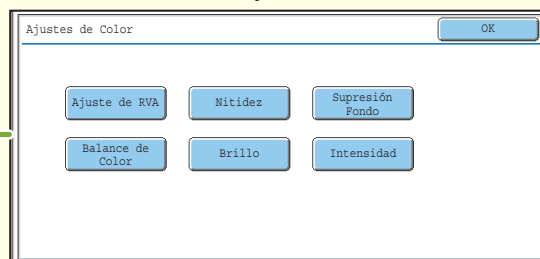 Ajustes de Color
OK
Ajuste de RVA
Nitidez
Supresión
Fondo
Balance de
Color
Brillo
Intensidad